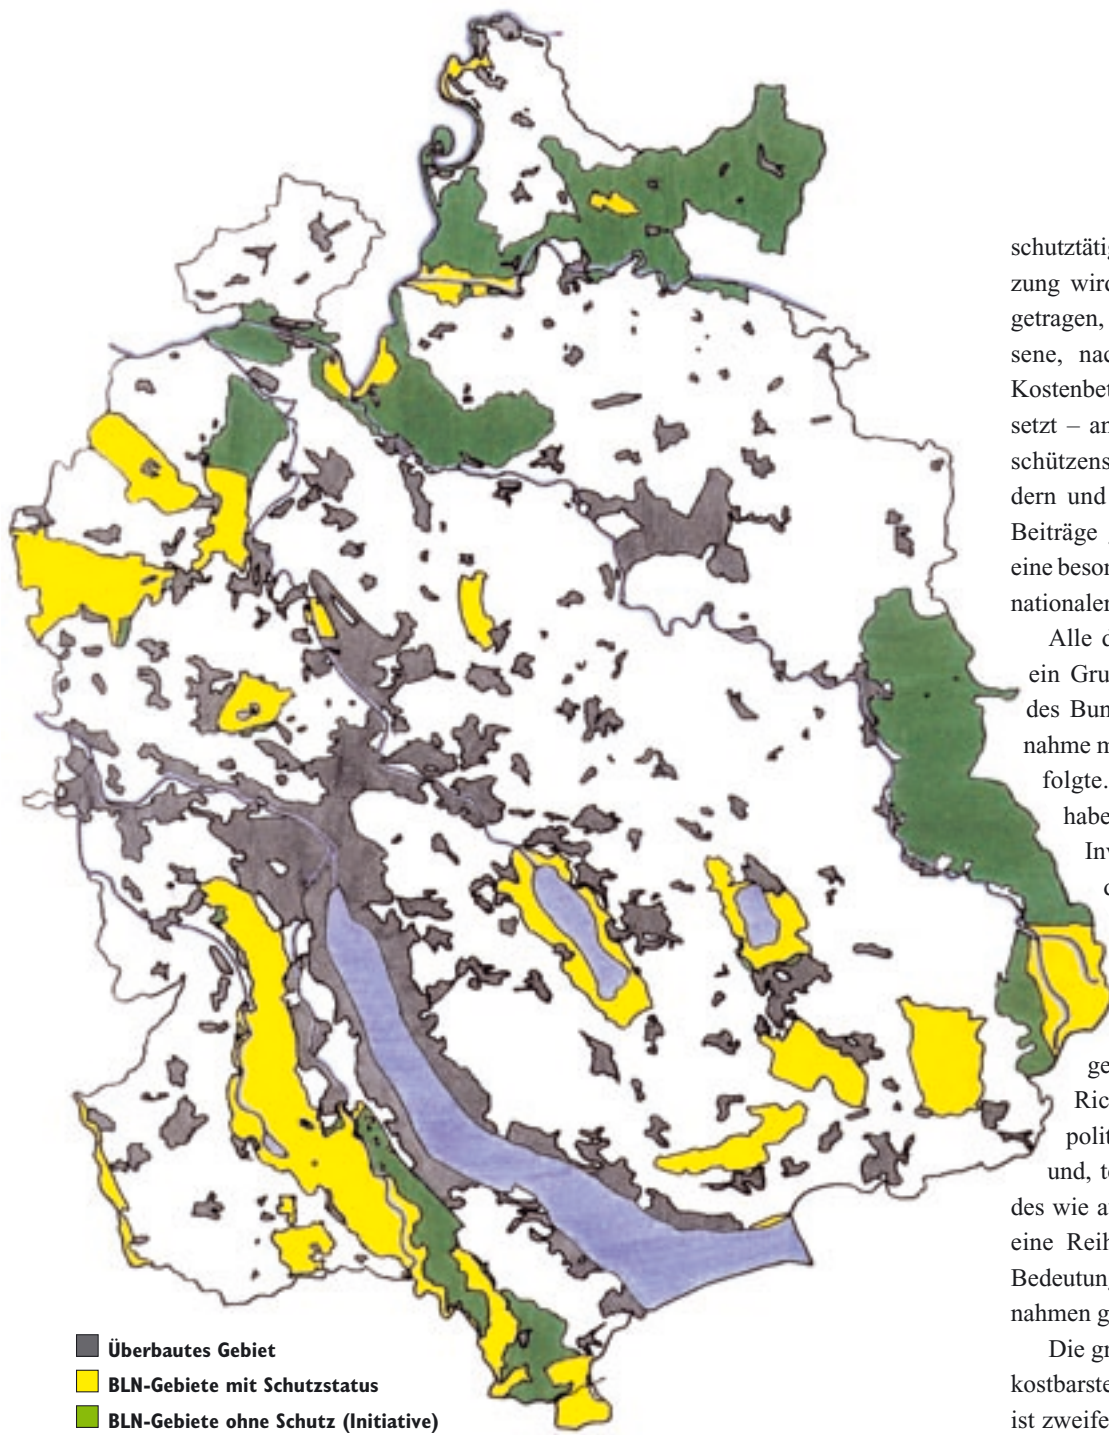 schutztätig
zung wird
getragen,
sene, nac
Kostenbet
setzt – an
schützens
dern und
Beiträge
eine beson
nationaler
Alle d
ein Gru
des Bun
nahme m
folgte.
habe
Inv
d
ge
Ric
polit
und, te
des wie a
eine Reih
Bedeutung
nahmen g
Die gr
kostbarste
ist zweife
Überbautes Gebiet
BLN-Gebiete mit Schutzstatus
BLN-Gebiete ohne Schutz (Initiative)